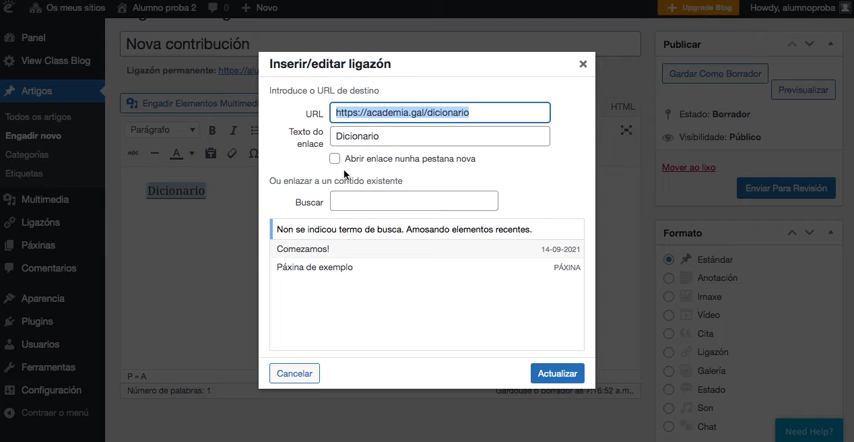 Os meus sitios
Alumno proba 2
0
Novo
Upgrade Blog
Howdy, alumnoproba
Panel
View Class Blog
Artigos
Todos os artigos
Engadir novo
Categorías
Etiquetas
Multimedia
Ligazóns
Páxinas
Comentarios
Aparencia
Plugins
Usuarios
Ferramentas
Configuración
Contraer o menú
Nova contribución
Ligazón permanente: https://alu
Engadir Elementos Multimedi
HTML
Parágrafo
B I
ABC
A
Dicionario
P » A
Número de palabras: 1
Inserir/editar ligazón
Introduce o URL de destino
URL
https://academia.gal/dicionario
Texto do
enlace
Dicionario
Abrir enlace nunha pestana nova
Ou enlazar a un contido existente
Buscar
Non se indicou termo de busca. Amosando elementos recentes.
Comezamos!
14-09-2021
Páxina de exemplo
PÁXINA
Cancelar
Actualizar
Publicar
Gardar Como Borrador
Previsualizar
Estado: Borrador
Visibilidade: Público
Mover ao lixo
Enviar Para Revisión
Formato
Estándar
Anotación
Imaxe
Vídeo
Cita
Ligazón
Galería
Estado
Son
Chat
Need Help?